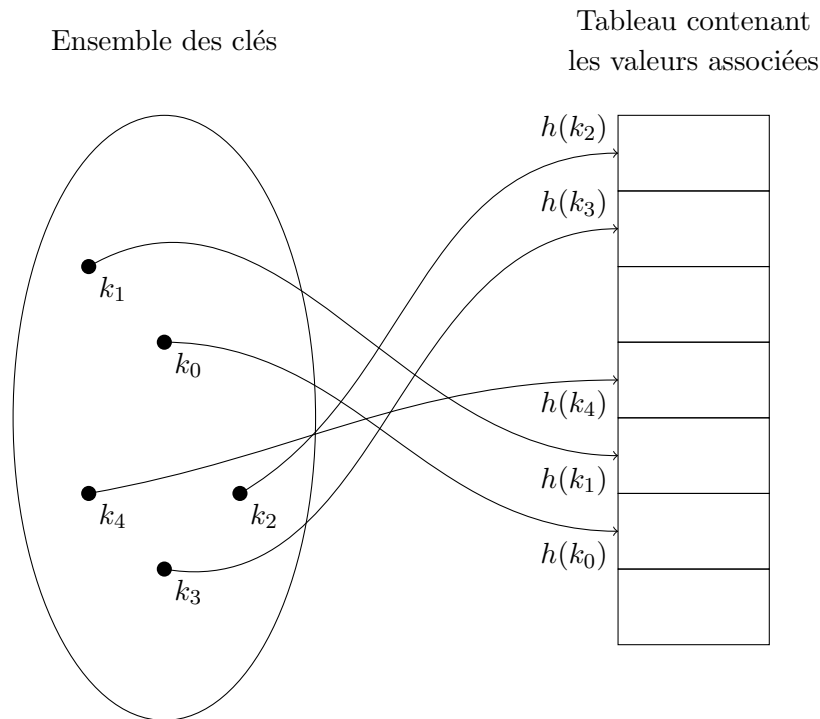 Ensemble des clés
Tableau contenant
les valeurs associées
h(k₂)
h(k₃)
k₁
k₀
h(k₄)
h(k₁)
k₄
k₂
h(k₀)
k₃